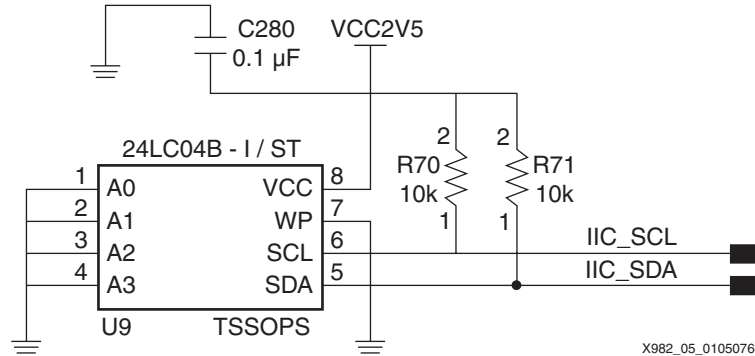 C280 VCC2V5
0.1 µF
24LC04B - I / ST
2 2
1 A0 VCC 8 R70 R71
2 A1 WP 7 10k 10k
1 1
3 A2 SCL 6 IIC_SCL
4 A3 SDA 5 IIC_SDA
U9 TSSOPS
X982_05_0105076